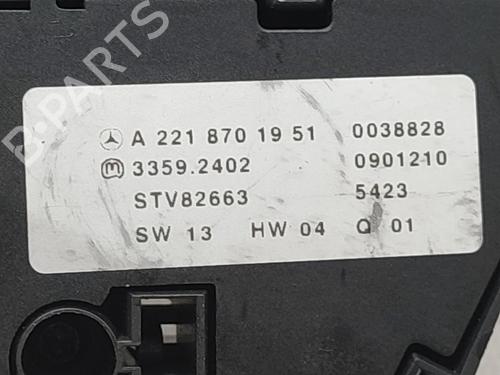 B-PARTS
A 221 870 19 51 0038828
m 3359.2402 0901210
STV82663 5423
SW 13 HW 04 Q 01